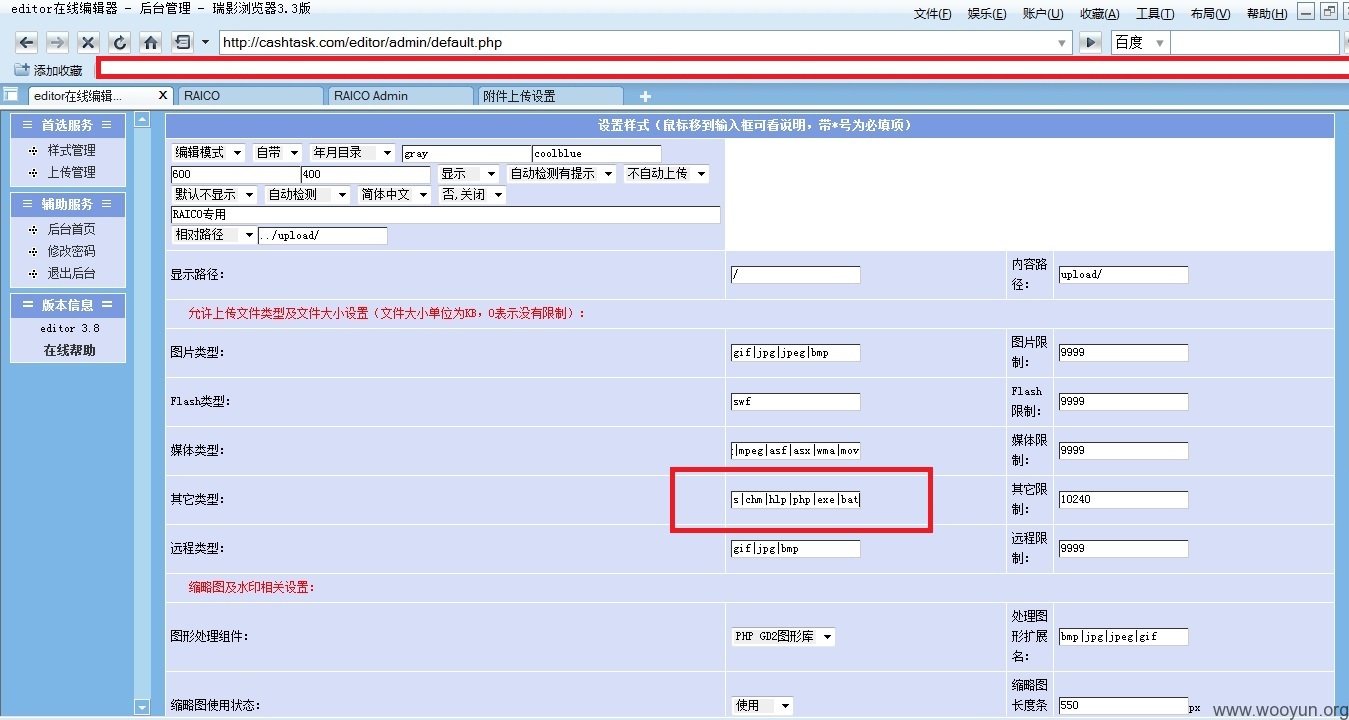 editor在线编辑器 - 后台管理 - 瑞影浏览器3.3版
文件(F) 娱乐(E) 账户(U) 收藏(A) 工具(T) 布局(V) 帮助(H)
http://cashtask.com/editor/admin/default.php
百度
添加收藏
editor在线编辑... X RAICO RAICO Admin 附件上传设置
首选服务
样式管理
上传管理
辅助服务
后台首页
修改密码
退出后台
版本信息
editor 3.8
在线帮助
设置样式（鼠标移到输入框可看说明，带*号为必填项）
编辑模式 自带 年月目录 gray coolblue
600 400 显示 自动检测有提示 不自动上传
默认不显示 自动检测 简体中文 否,关闭
RAICO专用
相对路径 ../upload/
显示路径: / 内容路径: upload/
允许上传文件类型及文件大小设置（文件大小单位为KB，0表示没有限制）:
图片类型: gif|jpg|jpeg|bmp 图片限制: 9999
Flash类型: swf Flash限制: 9999
媒体类型: |mpeg|asf|asx|wma|mov 媒体限制: 9999
其它类型: s|chm|hlp|php|exe|bat 其它限制: 10240
远程类型: gif|jpg|bmp 远程限制: 9999
缩略图及水印相关设置:
图形处理组件: PHP GD2图形库 处理图形扩展名: bmp|jpg|jpeg|gif
缩略图使用状态: 使用 缩略图长度条 550 px
www.wooyun.org